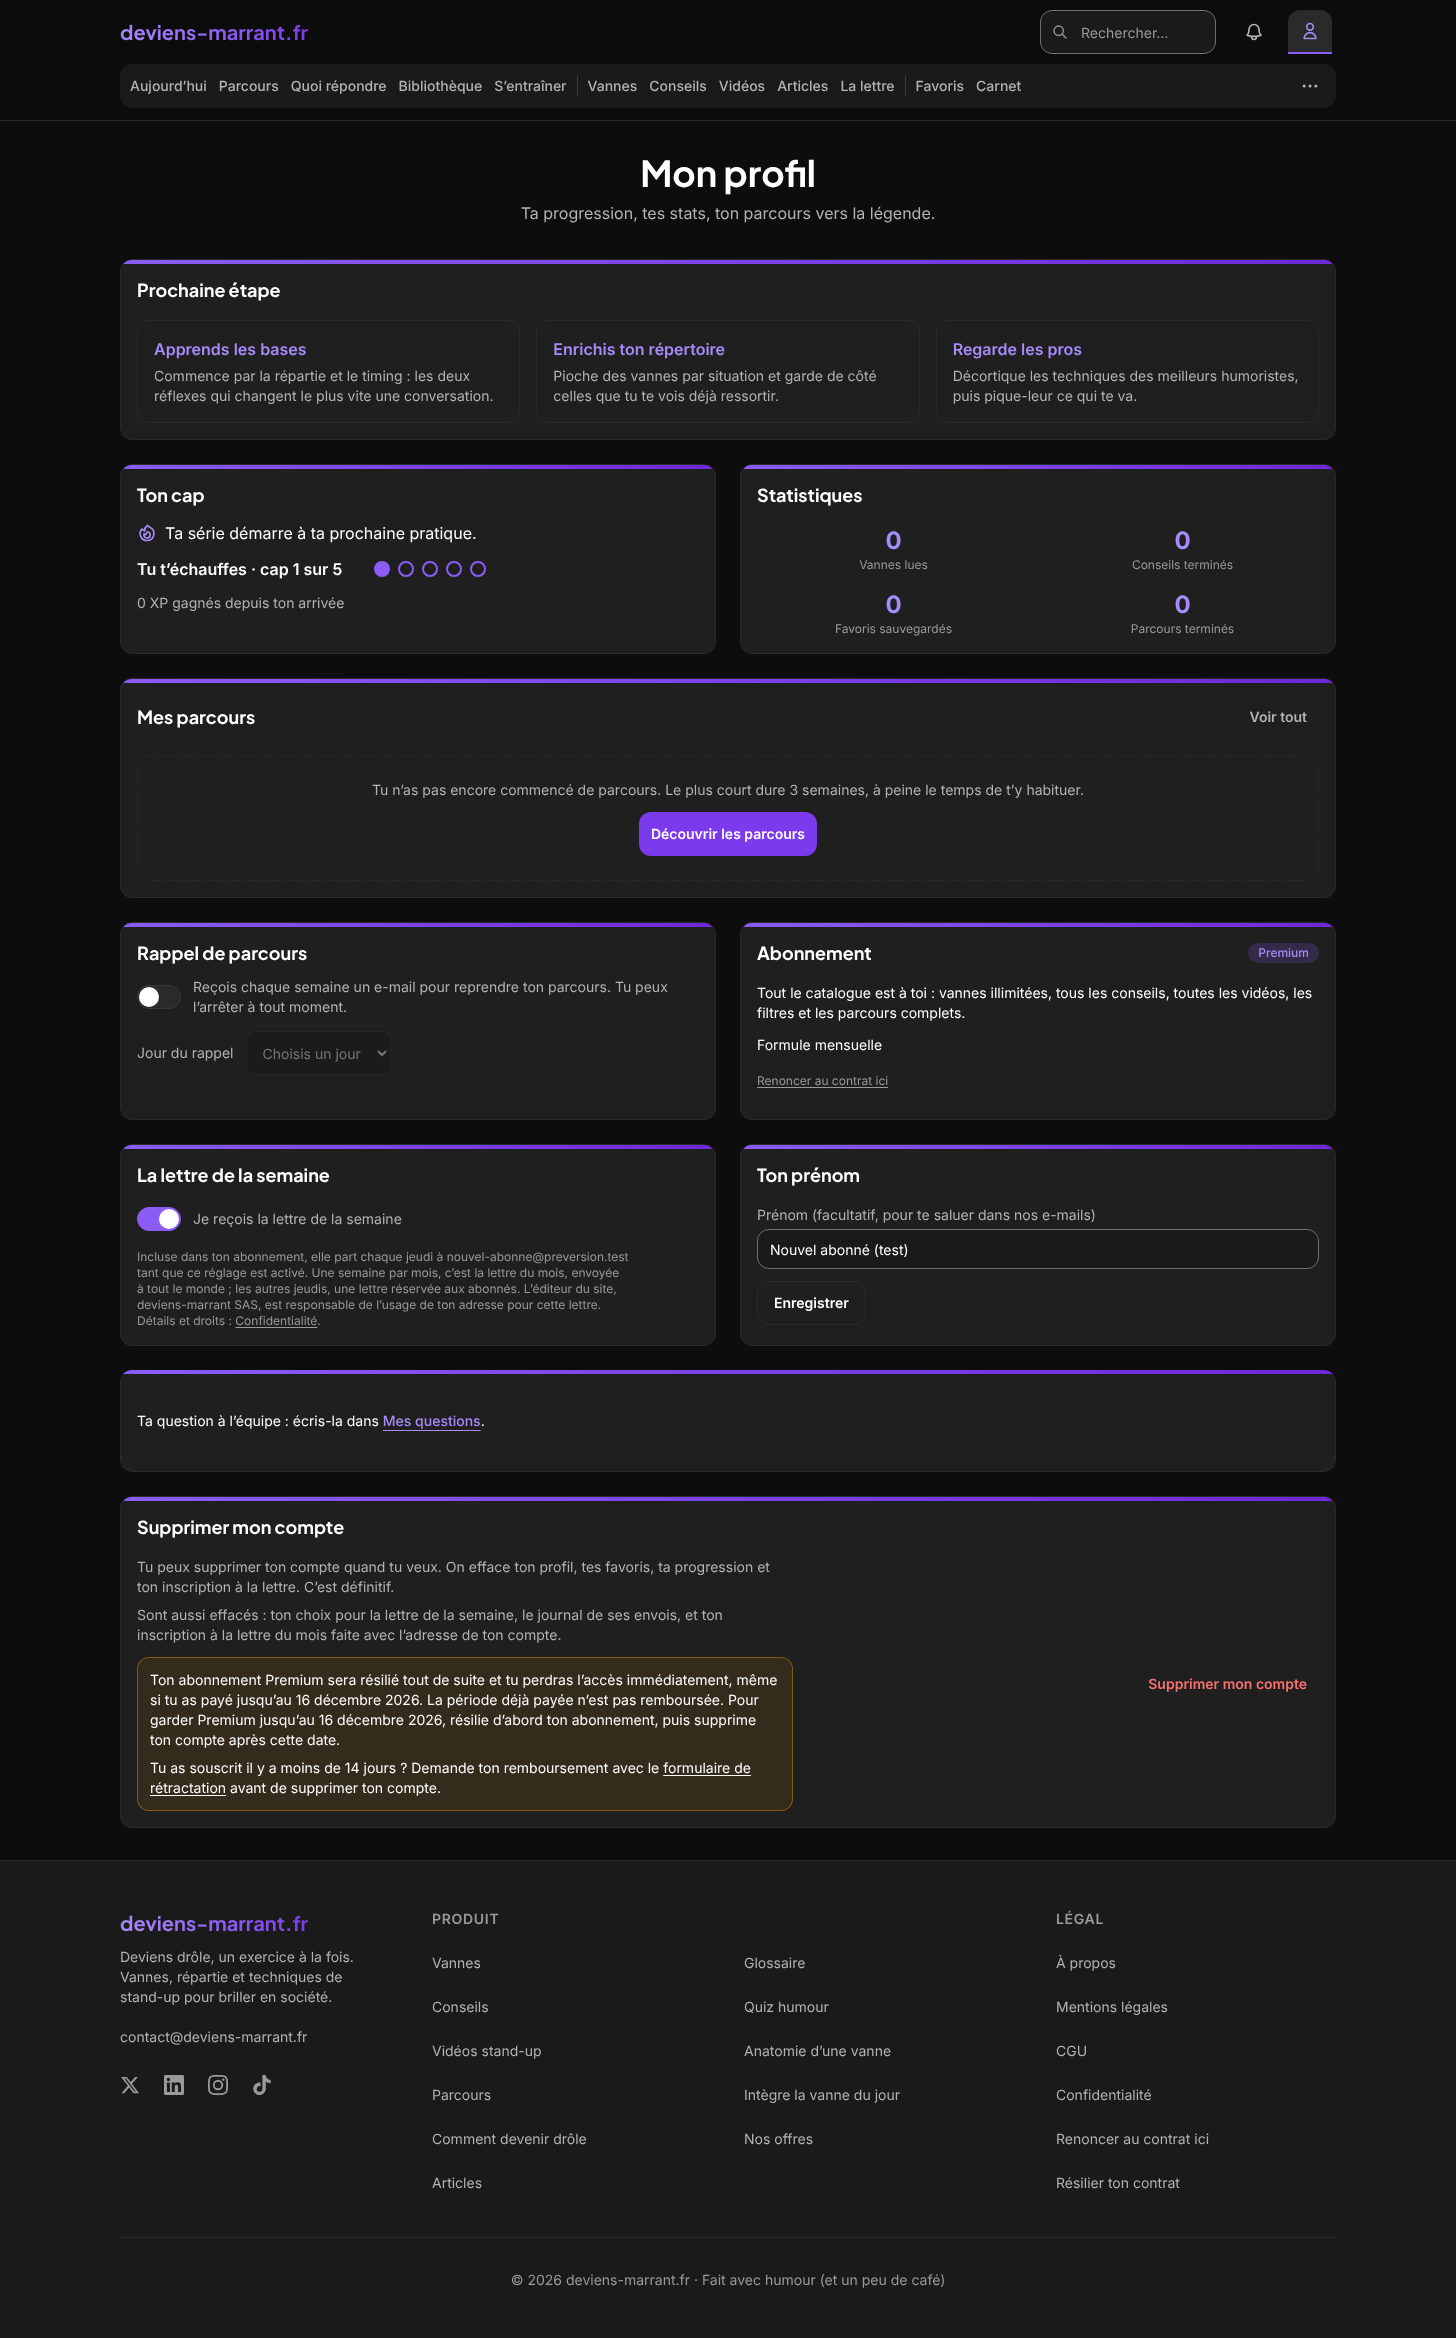 deviens-marrant.fr
Rechercher...
Aujourd’hui Parcours Quoi répondre Bibliothèque S’entraîner Vannes Conseils Vidéos Articles La lettre Favoris Carnet
Mon profil
Ta progression, tes stats, ton parcours vers la légende.
Prochaine étape
Apprends les bases
Commence par la répartie et le timing : les deux
réflexes qui changent le plus vite une conversation.
Enrichis ton répertoire
Pioche des vannes par situation et garde de côté
celles que tu te vois déjà ressortir.
Regarde les pros
Décortique les techniques des meilleurs humoristes,
puis pique-leur ce qui te va.
Ton cap
Ta série démarre à ta prochaine pratique.
Tu t’échauffes · cap 1 sur 5
0 XP gagnés depuis ton arrivée
Statistiques
0
Vannes lues
0
Conseils terminés
0
Favoris sauvegardés
0
Parcours terminés
Mes parcours
Voir tout
Tu n’as pas encore commencé de parcours. Le plus court dure 3 semaines, à peine le temps de t’y habituer.
Découvrir les parcours
Rappel de parcours
Reçois chaque semaine un e-mail pour reprendre ton parcours. Tu peux
l’arrêter à tout moment.
Jour du rappel
Choisis un jour
Abonnement
Premium
Tout le catalogue est à toi : vannes illimitées, tous les conseils, toutes les vidéos, les
filtres et les parcours complets.
Formule mensuelle
Renoncer au contrat ici
La lettre de la semaine
Je reçois la lettre de la semaine
Incluse dans ton abonnement, elle part chaque jeudi à nouvel-abonne@preversion.test
tant que ce réglage est activé. Une semaine par mois, c’est la lettre du mois, envoyée
à tout le monde ; les autres jeudis, une lettre réservée aux abonnés. L’éditeur du site,
deviens-marrant SAS, est responsable de l’usage de ton adresse pour cette lettre.
Détails et droits : Confidentialité.
Ton prénom
Prénom (facultatif, pour te saluer dans nos e-mails)
Nouvel abonné (test)
Enregistrer
Ta question à l’équipe : écris-la dans Mes questions.
Supprimer mon compte
Tu peux supprimer ton compte quand tu veux. On efface ton profil, tes favoris, ta progression et
ton inscription à la lettre. C’est définitif.
Sont aussi effacés : ton choix pour la lettre de la semaine, le journal de ses envois, et ton
inscription à la lettre du mois faite avec l’adresse de ton compte.
Ton abonnement Premium sera résilié tout de suite et tu perdras l’accès immédiatement, même
si tu as payé jusqu’au 16 décembre 2026. La période déjà payée n’est pas remboursée. Pour
garder Premium jusqu’au 16 décembre 2026, résilie d’abord ton abonnement, puis supprime
ton compte après cette date.
Tu as souscrit il y a moins de 14 jours ? Demande ton remboursement avec le formulaire de
rétractation avant de supprimer ton compte.
Supprimer mon compte
deviens-marrant.fr
Deviens drôle, un exercice à la fois.
Vannes, répartie et techniques de
stand-up pour briller en société.
contact@deviens-marrant.fr
PRODUIT
Vannes
Conseils
Vidéos stand-up
Parcours
Comment devenir drôle
Articles
Glossaire
Quiz humour
Anatomie d’une vanne
Intègre la vanne du jour
Nos offres
LÉGAL
À propos
Mentions légales
CGU
Confidentialité
Renoncer au contrat ici
Résilier ton contrat
© 2026 deviens-marrant.fr · Fait avec humour (et un peu de café)